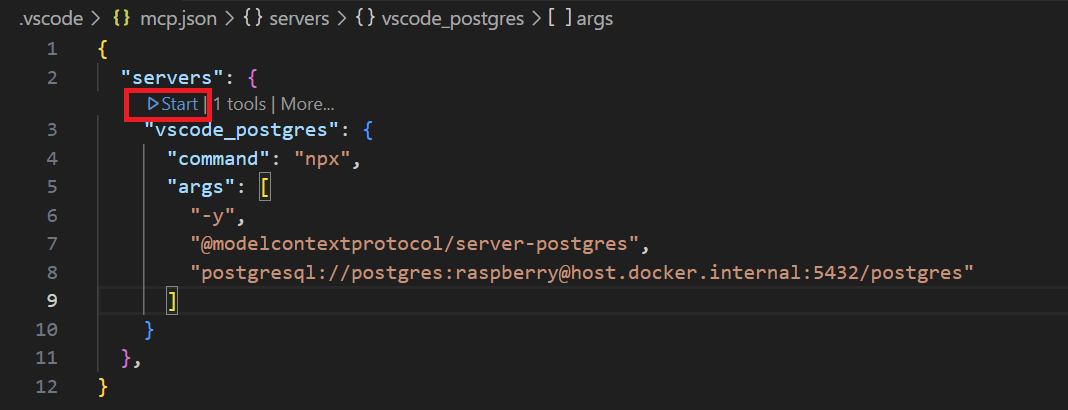 .vscode > {} mcp.json > {} servers > {} vscode_postgres > [ ] args
1 {
2 "servers": {
▷Start | 1 tools | More...
3 "vscode_postgres": {
4 "command": "npx",
5 "args": [
6 "-y",
7 "@modelcontextprotocol/server-postgres",
8 "postgresql://postgres:raspberry@host.docker.internal:5432/postgres"
9 ]
10 }
11 },
12 }